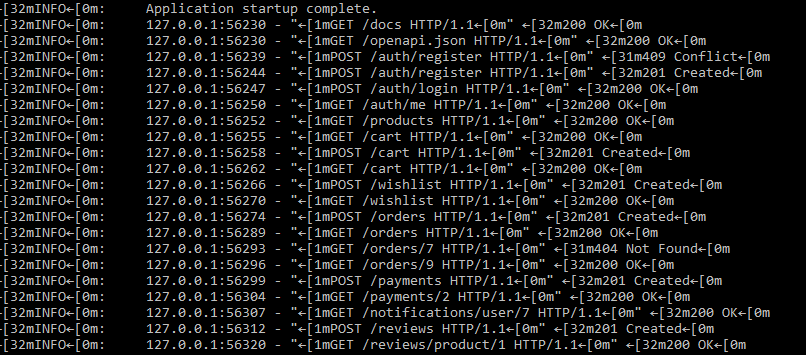 ←[32mINFO←[0m:     Application startup complete.
←[32mINFO←[0m:     127.0.0.1:56230 - "←[1mGET /docs HTTP/1.1←[0m" ←[32m200 OK←[0m
←[32mINFO←[0m:     127.0.0.1:56230 - "←[1mGET /openapi.json HTTP/1.1←[0m" ←[32m200 OK←[0m
←[32mINFO←[0m:     127.0.0.1:56239 - "←[1mPOST /auth/register HTTP/1.1←[0m" ←[31m409 Conflict←[0m
←[32mINFO←[0m:     127.0.0.1:56244 - "←[1mPOST /auth/register HTTP/1.1←[0m" ←[32m201 Created←[0m
←[32mINFO←[0m:     127.0.0.1:56247 - "←[1mPOST /auth/login HTTP/1.1←[0m" ←[32m200 OK←[0m
←[32mINFO←[0m:     127.0.0.1:56250 - "←[1mGET /auth/me HTTP/1.1←[0m" ←[32m200 OK←[0m
←[32mINFO←[0m:     127.0.0.1:56252 - "←[1mGET /products HTTP/1.1←[0m" ←[32m200 OK←[0m
←[32mINFO←[0m:     127.0.0.1:56255 - "←[1mGET /cart HTTP/1.1←[0m" ←[32m200 OK←[0m
←[32mINFO←[0m:     127.0.0.1:56258 - "←[1mPOST /cart HTTP/1.1←[0m" ←[32m201 Created←[0m
←[32mINFO←[0m:     127.0.0.1:56262 - "←[1mGET /cart HTTP/1.1←[0m" ←[32m200 OK←[0m
←[32mINFO←[0m:     127.0.0.1:56266 - "←[1mPOST /wishlist HTTP/1.1←[0m" ←[32m201 Created←[0m
←[32mINFO←[0m:     127.0.0.1:56270 - "←[1mGET /wishlist HTTP/1.1←[0m" ←[32m200 OK←[0m
←[32mINFO←[0m:     127.0.0.1:56274 - "←[1mPOST /orders HTTP/1.1←[0m" ←[32m201 Created←[0m
←[32mINFO←[0m:     127.0.0.1:56289 - "←[1mGET /orders HTTP/1.1←[0m" ←[32m200 OK←[0m
←[32mINFO←[0m:     127.0.0.1:56293 - "←[1mGET /orders/7 HTTP/1.1←[0m" ←[31m404 Not Found←[0m
←[32mINFO←[0m:     127.0.0.1:56296 - "←[1mGET /orders/9 HTTP/1.1←[0m" ←[32m200 OK←[0m
←[32mINFO←[0m:     127.0.0.1:56299 - "←[1mPOST /payments HTTP/1.1←[0m" ←[32m201 Created←[0m
←[32mINFO←[0m:     127.0.0.1:56304 - "←[1mGET /payments/2 HTTP/1.1←[0m" ←[32m200 OK←[0m
←[32mINFO←[0m:     127.0.0.1:56307 - "←[1mGET /notifications/user/7 HTTP/1.1←[0m" ←[32m200 OK←[0m
←[32mINFO←[0m:     127.0.0.1:56312 - "←[1mPOST /reviews HTTP/1.1←[0m" ←[32m201 Created←[0m
←[32mINFO←[0m:     127.0.0.1:56320 - "←[1mGET /reviews/product/1 HTTP/1.1←[0m" ←[32m200 OK←[0m